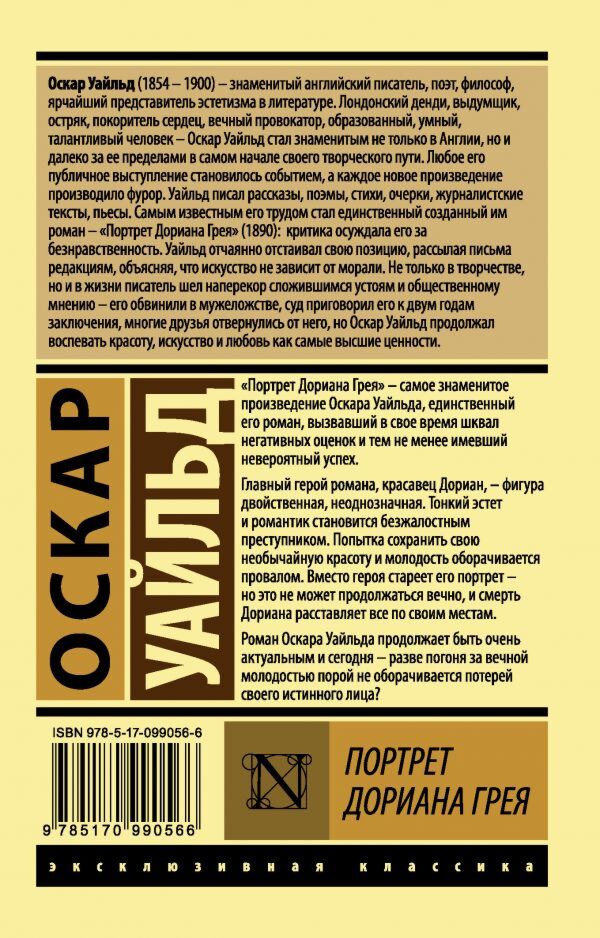 Оскар Уайльд (1854 – 1900) – знаменитый английский писатель, поэт, философ,
ярчайший представитель эстетизма в литературе. Лондонский денди, выдумщик,
остряк, покоритель сердец, вечный провокатор, образованный, умный,
талантливый человек – Оскар Уайльд стал знаменитым не только в Англии, но и
далеко за ее пределами в самом начале своего творческого пути. Любое его
публичное выступление становилось событием, а каждое новое произведение
производило фурор. Уайльд писал рассказы, поэмы, стихи, очерки, журналистские
тексты, пьесы. Самым известным его трудом стал единственный созданный им
роман – «Портрет Дориана Грея» (1890): критика осуждала его за
безнравственность. Уайльд отчаянно отстаивал свою позицию, рассылая письма
редакциям, объясняя, что искусство не зависит от морали. Не только в творчестве,
но и в жизни писатель шел наперекор сложившимся устоям и общественному
мнению – его обвинили в мужеложстве, суд приговорил его к двум годам
заключения, многие друзья отвернулись от него, но Оскар Уайльд продолжал
воспевать красоту, искусство и любовь как самые высшие ценности.
ОСКАР
УАЙЛЬД
«Портрет Дориана Грея» – самое знаменитое
произведение Оскара Уайльда, единственный
его роман, вызвавший в свое время шквал
негативных оценок и тем не менее имевший
невероятный успех.
Главный герой романа, красавец Дориан, – фигура
двойственная, неоднозначная. Тонкий эстет
и романтик становится безжалостным
преступником. Попытка сохранить свою
необычайную красоту и молодость оборачивается
провалом. Вместо героя стареет его портрет –
но это не может продолжаться вечно, и смерть
Дориана расставляет все по своим местам.
Роман Оскара Уайльда продолжает быть очень
актуальным и сегодня – разве погоня за вечной
молодостью порой не оборачивается потерей
своего истинного лица?
ISBN 978-5-17-099056-6
9 785170 990566
N
ПОРТРЕТ
ДОРИАНА ГРЕЯ
эксклюзивная классика